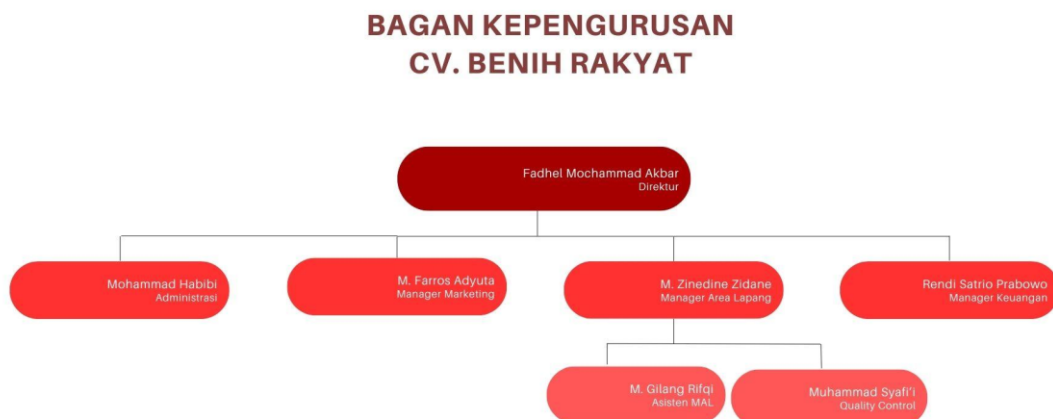 BAGAN KEPENGURUSAN
CV. BENIH RAKYAT
Fadhel Mochammad Akbar
Direktur
Mohammad Habibi
Administrasi
M. Farros Adyuta
Manager Marketing
M. Zinedine Zidane
Manager Area Lapang
Rendi Satrio Prabowo
Manager Keuangan
M. Gilang Rifqi
Asisten MAL
Muhammad Syafi'i
Quality Control